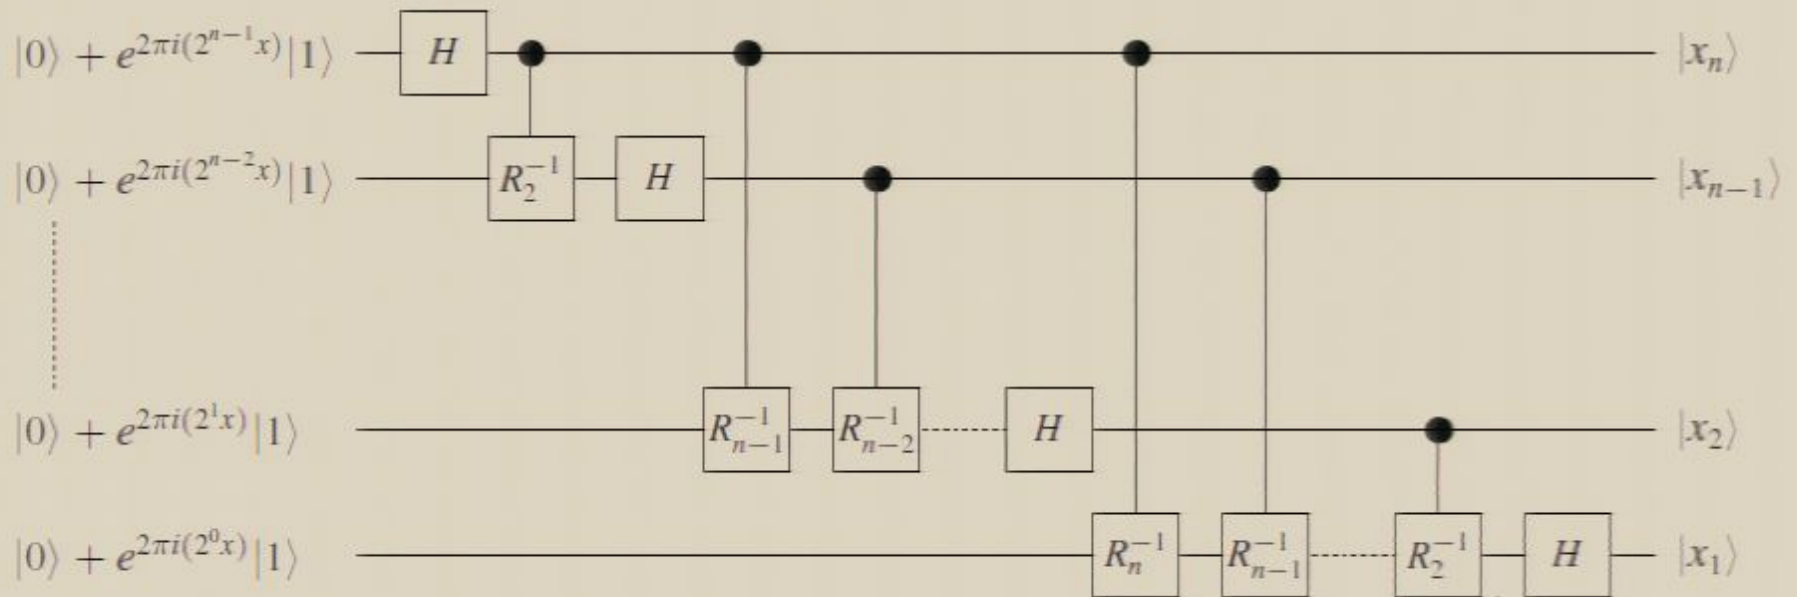 |0⟩ + e^{2πi(2^{n−1}x)}|1⟩ H |x_n⟩
|0⟩ + e^{2πi(2^{n−2}x)}|1⟩ R_2^{−1} H |x_{n−1}⟩
|0⟩ + e^{2πi(2^1x)}|1⟩ R_{n−1}^{−1} R_{n−2}^{−1} H |x_2⟩
|0⟩ + e^{2πi(2^0x)}|1⟩ R_n^{−1} R_{n−1}^{−1} R_2^{−1} H |x_1⟩